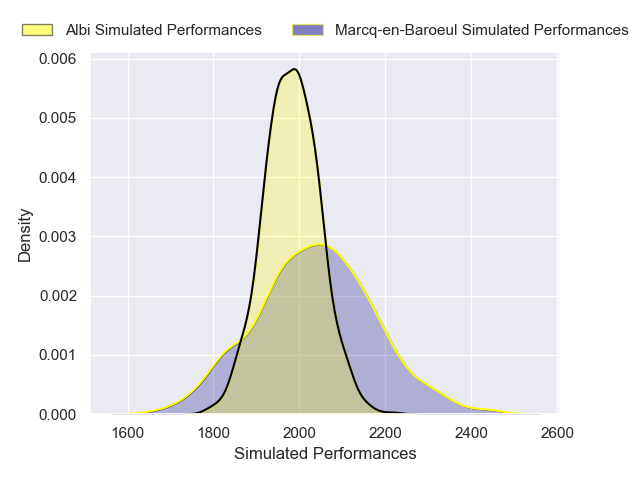 Albi Simulated Performances
Marcq-en-Baroeul Simulated Performances
0.006
0.005
0.004
0.003
0.002
0.001
0.000
Density
1600 1800 2000 2200 2400 2600
Simulated Performances